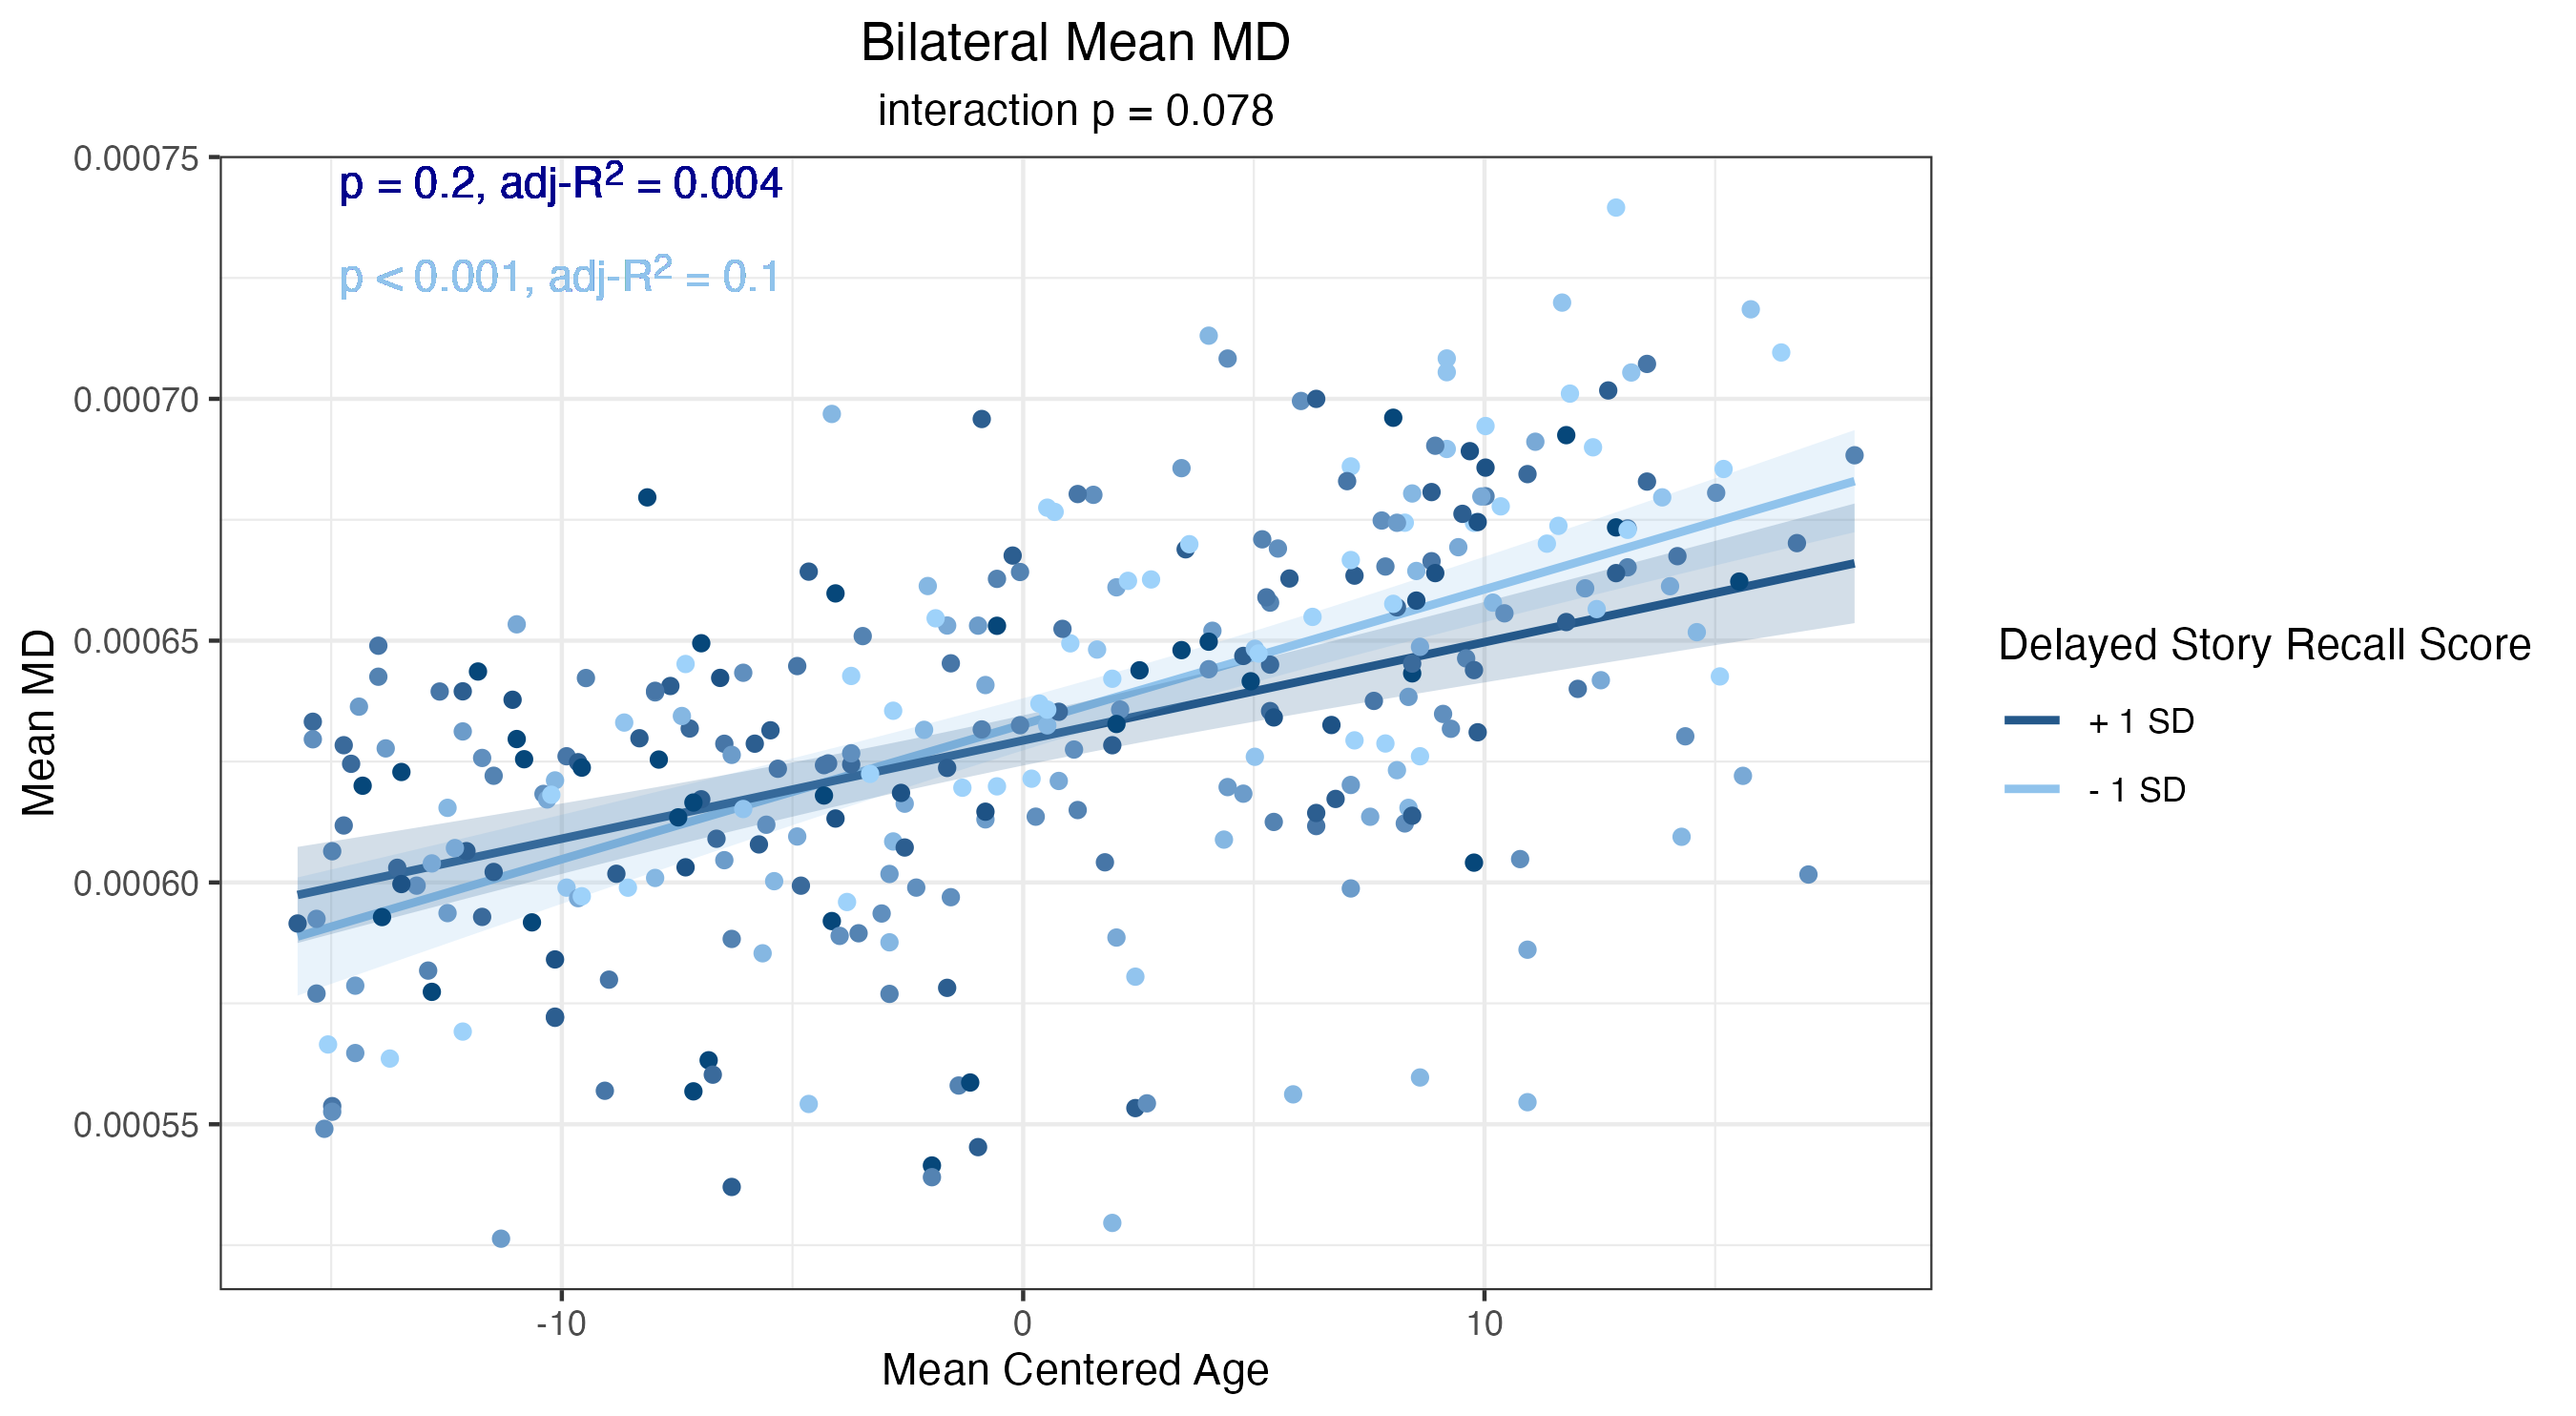 Bilateral Mean MD
interaction p = 0.078
p = 0.2, adj-R² = 0.004
p < 0.001, adj-R² = 0.1
0.00075
0.00070
0.00065
0.00060
0.00055
Mean MD
-10 0 10
Mean Centered Age
Delayed Story Recall Score
+ 1 SD
- 1 SD